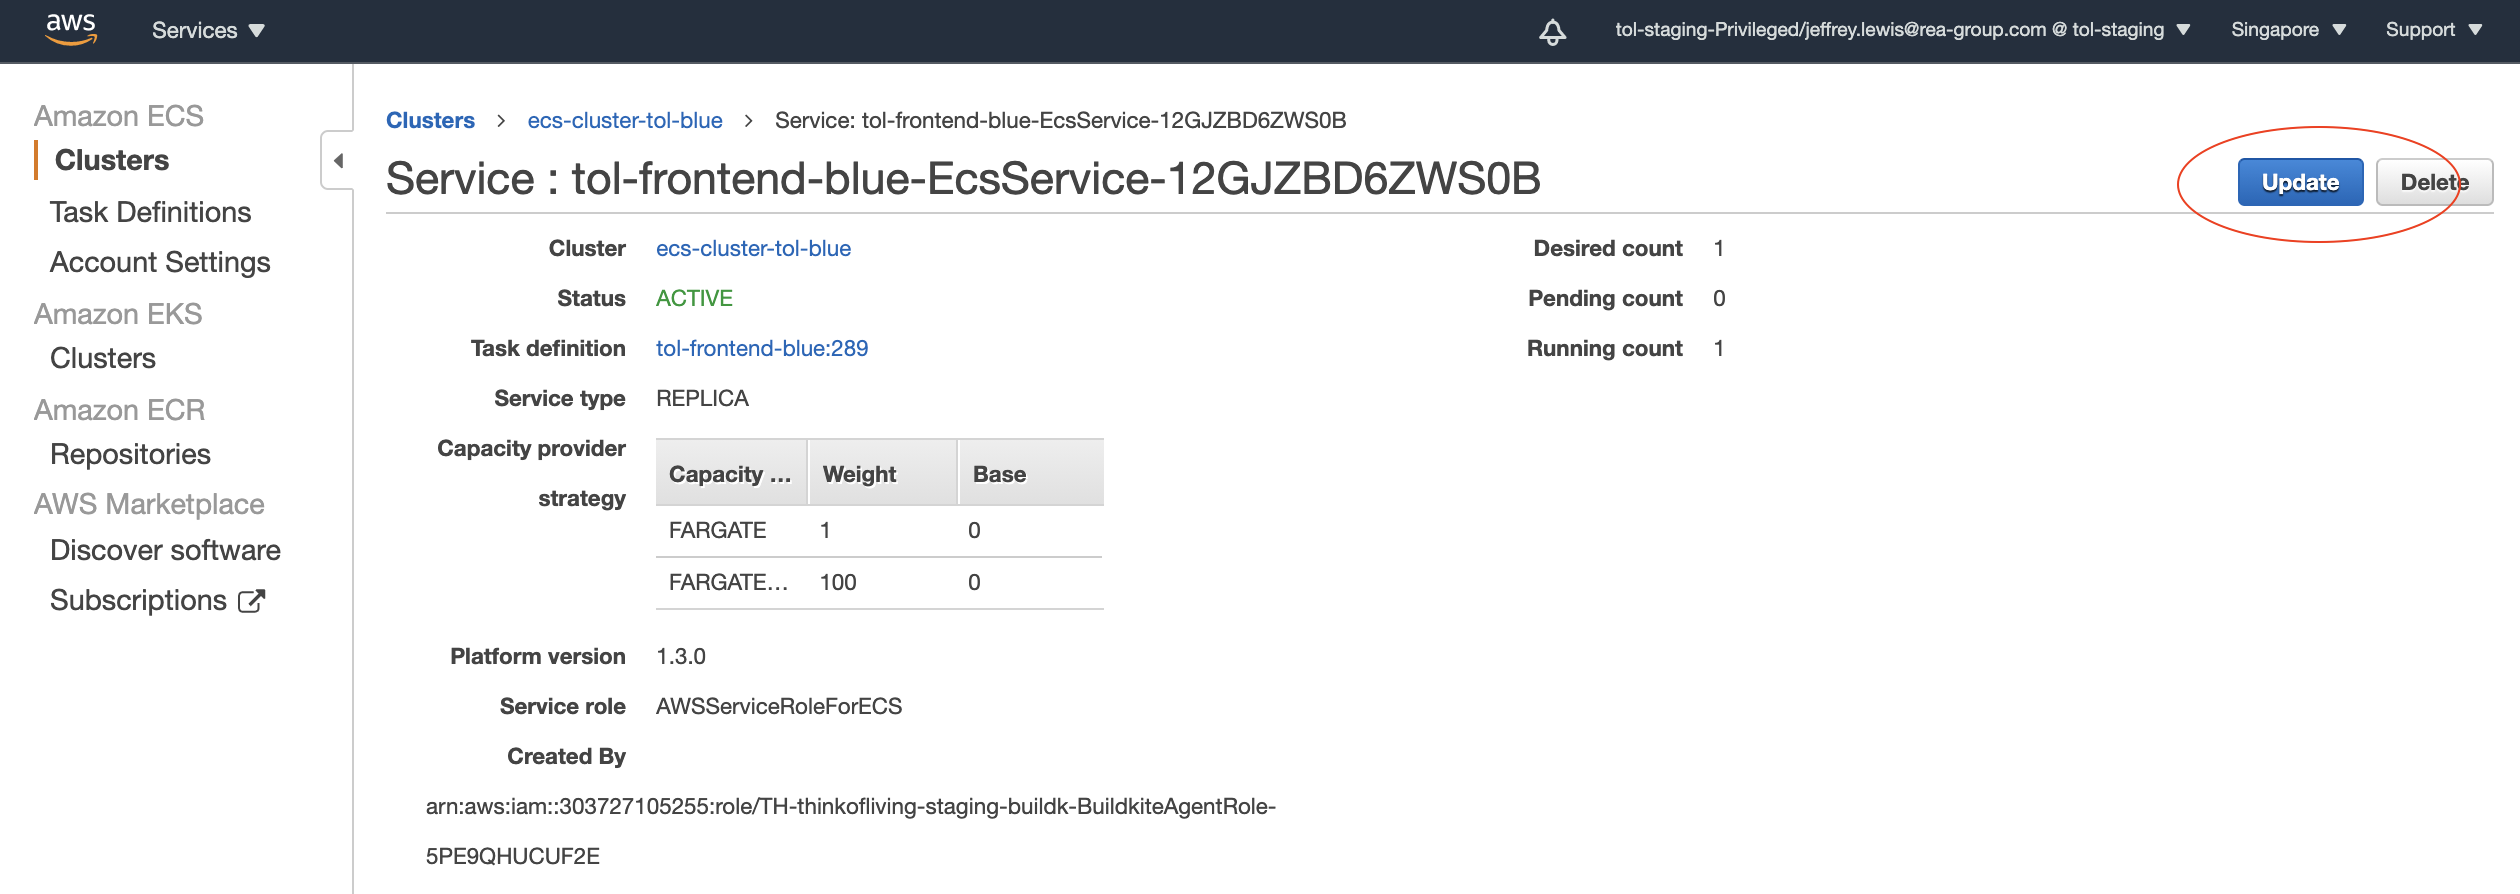 aws
Services
tol-staging-Privileged/jeffrey.lewis@rea-group.com @ tol-staging
Singapore
Support
Amazon ECS
Clusters
Task Definitions
Account Settings
Amazon EKS
Clusters
Amazon ECR
Repositories
AWS Marketplace
Discover software
Subscriptions
Clusters > ecs-cluster-tol-blue > Service: tol-frontend-blue-EcsService-12GJZBD6ZWS0B
Service : tol-frontend-blue-EcsService-12GJZBD6ZWS0B
Update
Delete
Cluster ecs-cluster-tol-blue
Status ACTIVE
Task definition tol-frontend-blue:289
Service type REPLICA
Capacity provider
strategy
Capacity ... Weight Base
FARGATE 1 0
FARGATE... 100 0
Platform version 1.3.0
Service role AWSServiceRoleForECS
Created By
arn:aws:iam::303727105255:role/TH-thinkofliving-staging-buildk-BuildkiteAgentRole-
5PE9QHUCUF2E
Desired count 1
Pending count 0
Running count 1